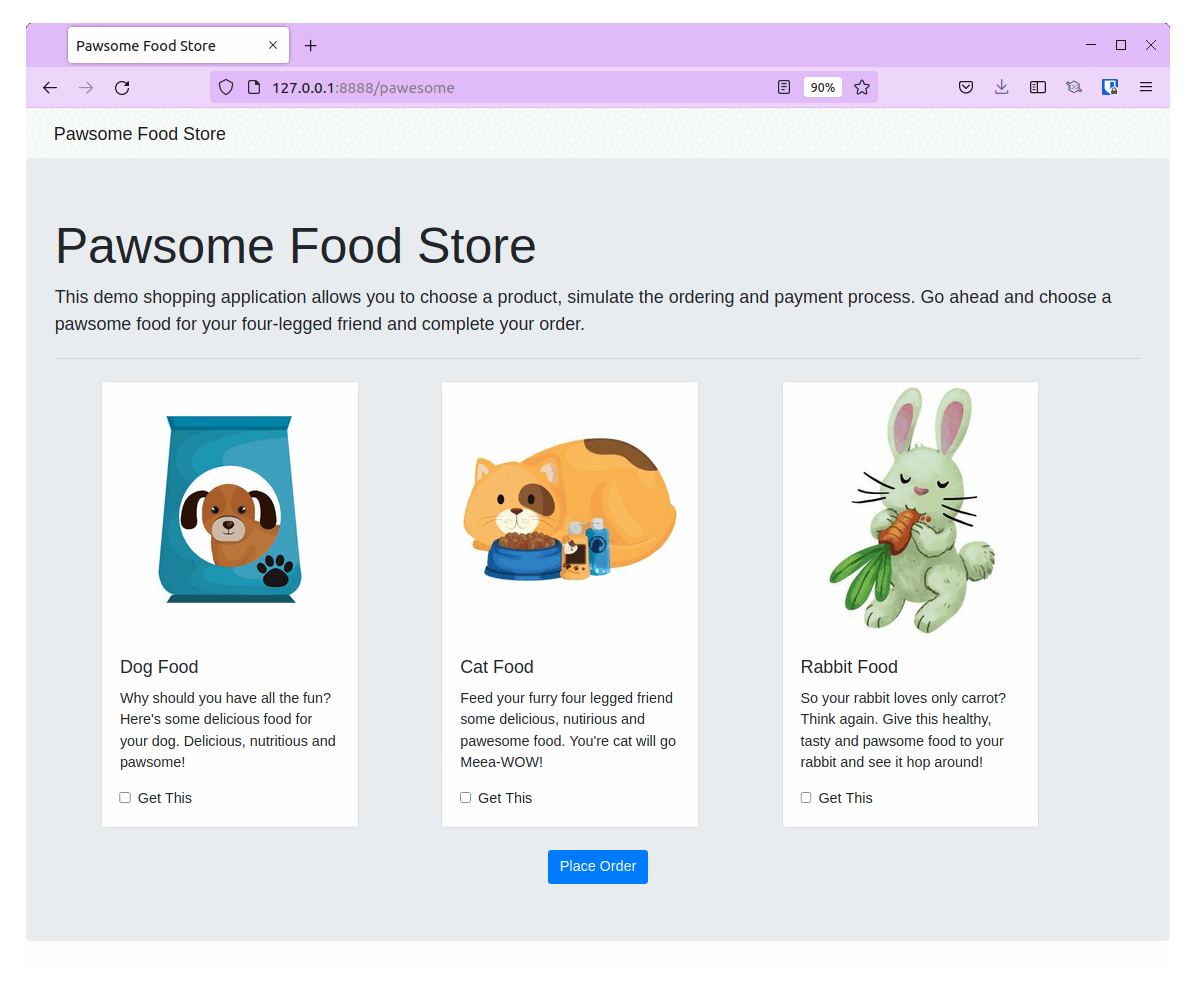 Pawsome Food Store
127.0.0.1:8888/pawesome
90%
Pawsome Food Store
Pawsome Food Store
This demo shopping application allows you to choose a product, simulate the ordering and payment process. Go ahead and choose a
pawsome food for your four-legged friend and complete your order.
Dog Food
Why should you have all the fun?
Here's some delicious food for
your dog. Delicious, nutritious and
pawsome!
Get This
Cat Food
Feed your furry four legged friend
some delicious, nutirious and
pawesome food. You're cat will go
Meea-WOW!
Get This
Rabbit Food
So your rabbit loves only carrot?
Think again. Give this healthy,
tasty and pawsome food to your
rabbit and see it hop around!
Get This
Place Order